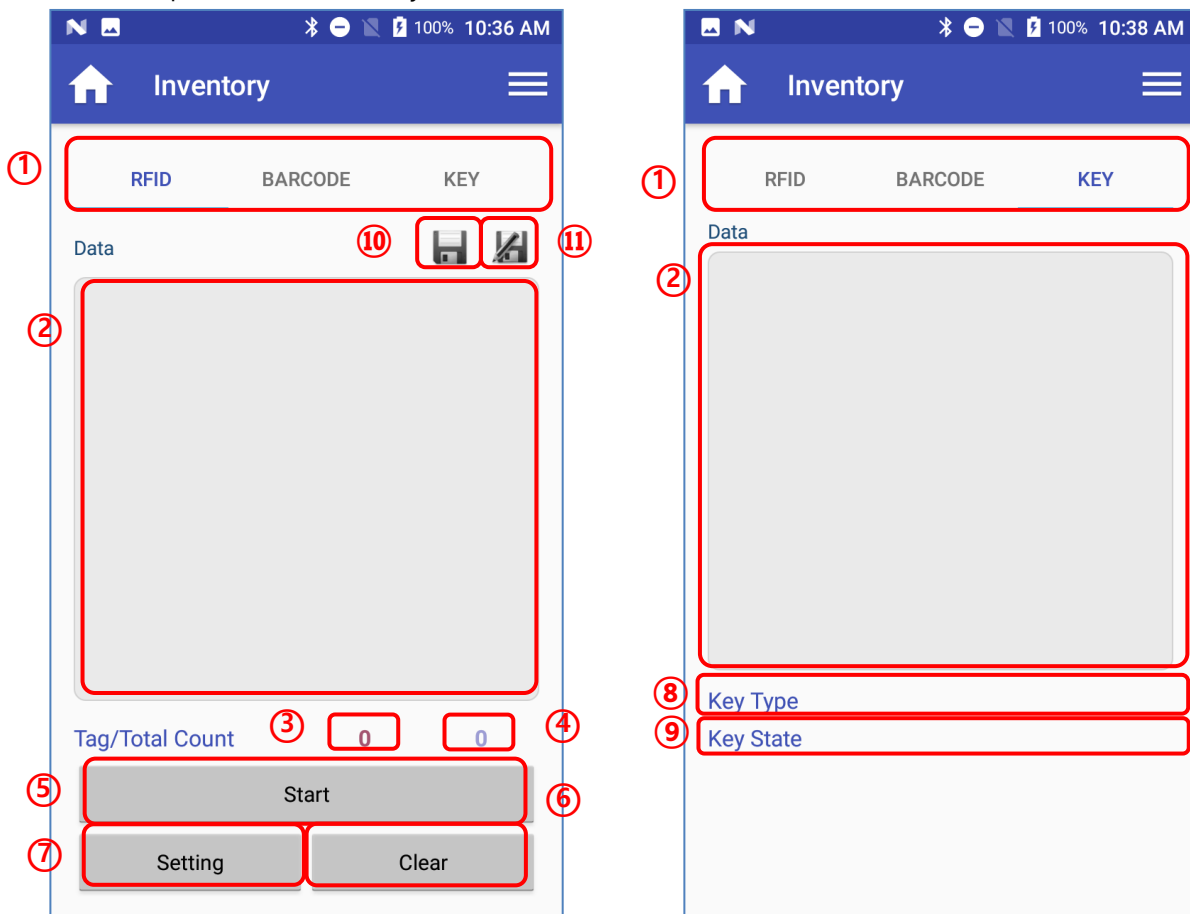 100% 10:36 AM
Inventory
① RFID BARCODE KEY
Data ⑩ ⑪
②
Tag/Total Count ③ 0 0 ④
⑤ Start ⑥
⑦ Setting Clear
100% 10:38 AM
Inventory
① RFID BARCODE KEY
Data
②
⑧ Key Type
⑨ Key State